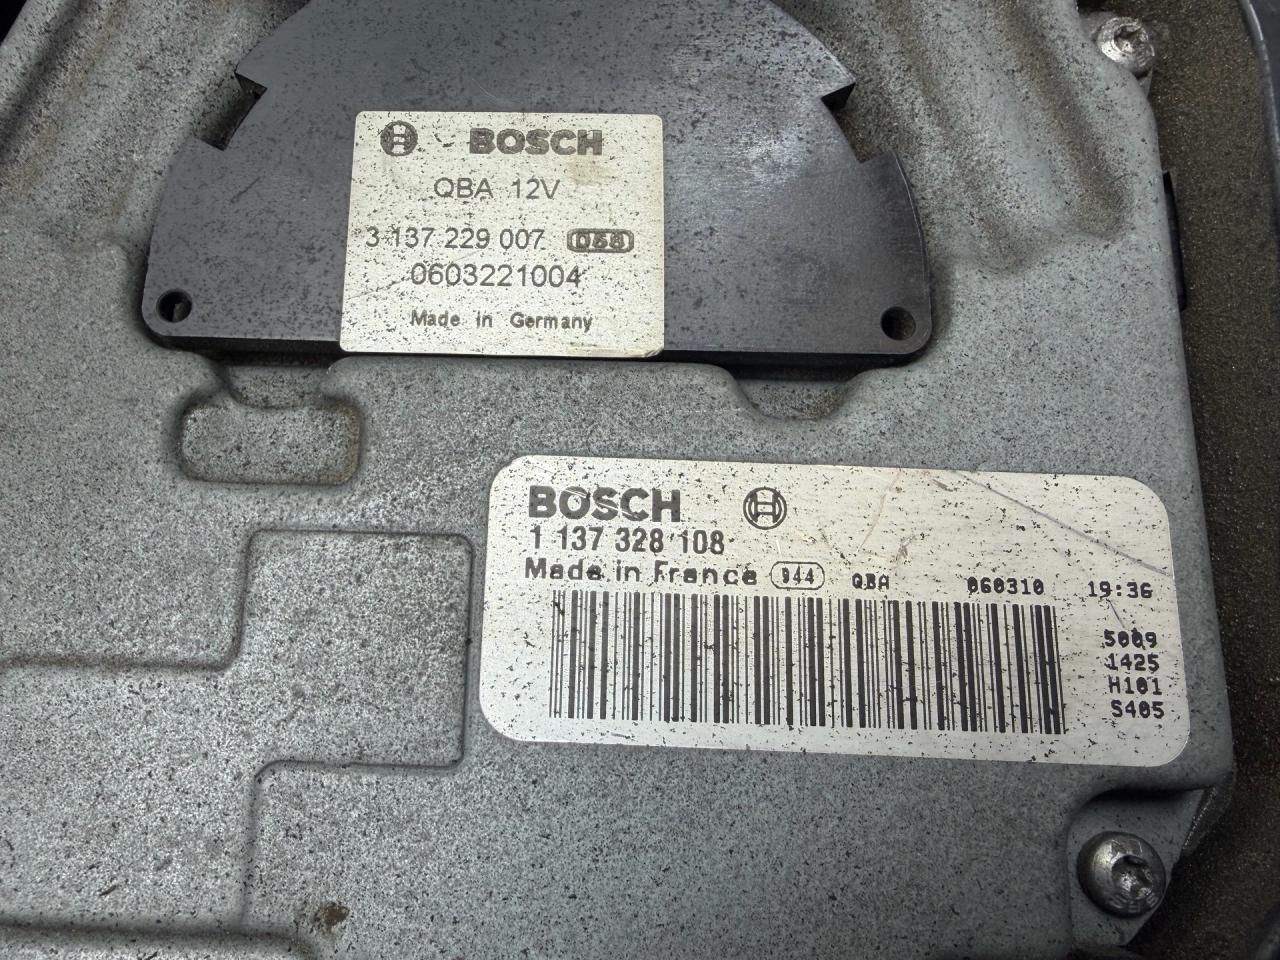 BOSCH
QBA 12V
3 137 229 007
0603221004
Made in Germany
BOSCH
1 137 328 108
Made in France 944 QBA 060310 19:36
5009
1425
H101
S405